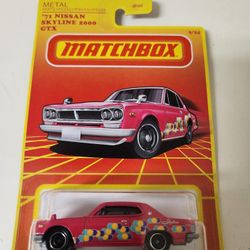 METAL
'71 NISSAN
SKYLINE 2000
GTX
MATCHBOX